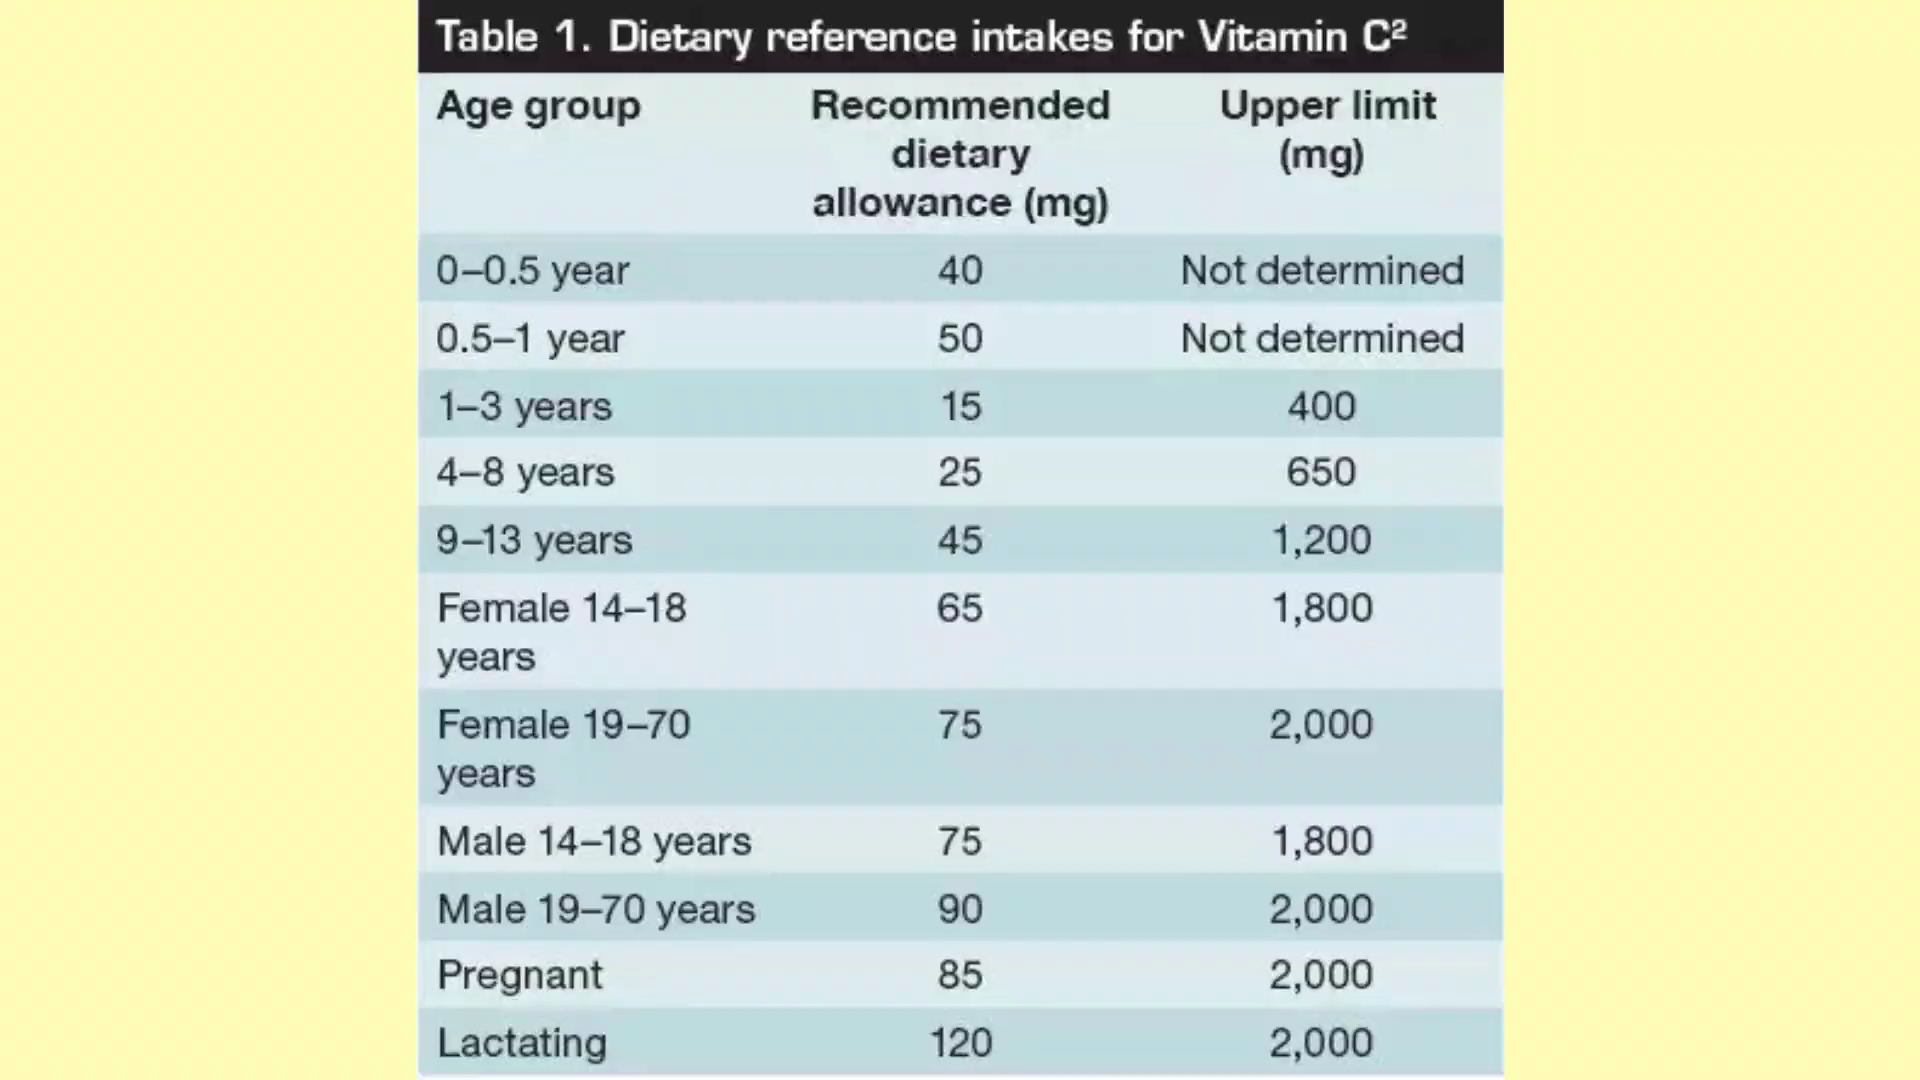 Table 1. Dietary reference intakes for Vitamin C²
Age group Recommended dietary allowance (mg) Upper limit (mg)
0–0.5 year 40 Not determined
0.5–1 year 50 Not determined
1–3 years 15 400
4–8 years 25 650
9–13 years 45 1,200
Female 14–18 years 65 1,800
Female 19–70 years 75 2,000
Male 14–18 years 75 1,800
Male 19–70 years 90 2,000
Pregnant 85 2,000
Lactating 120 2,000